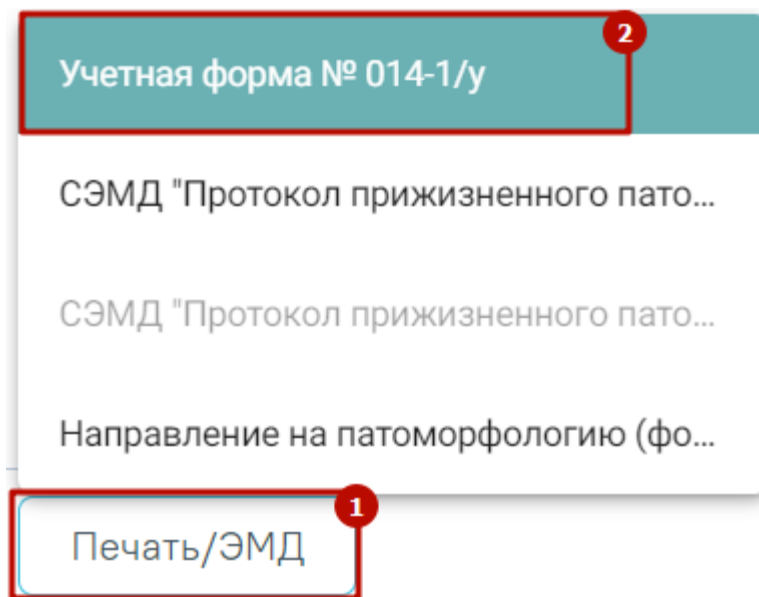 2
Учетная форма № 014-1/у
СЭМД "Протокол прижизненного пато...
СЭМД "Протокол прижизненного пато...
Направление на патоморфологию (фо...
1
Печать/ЭМД